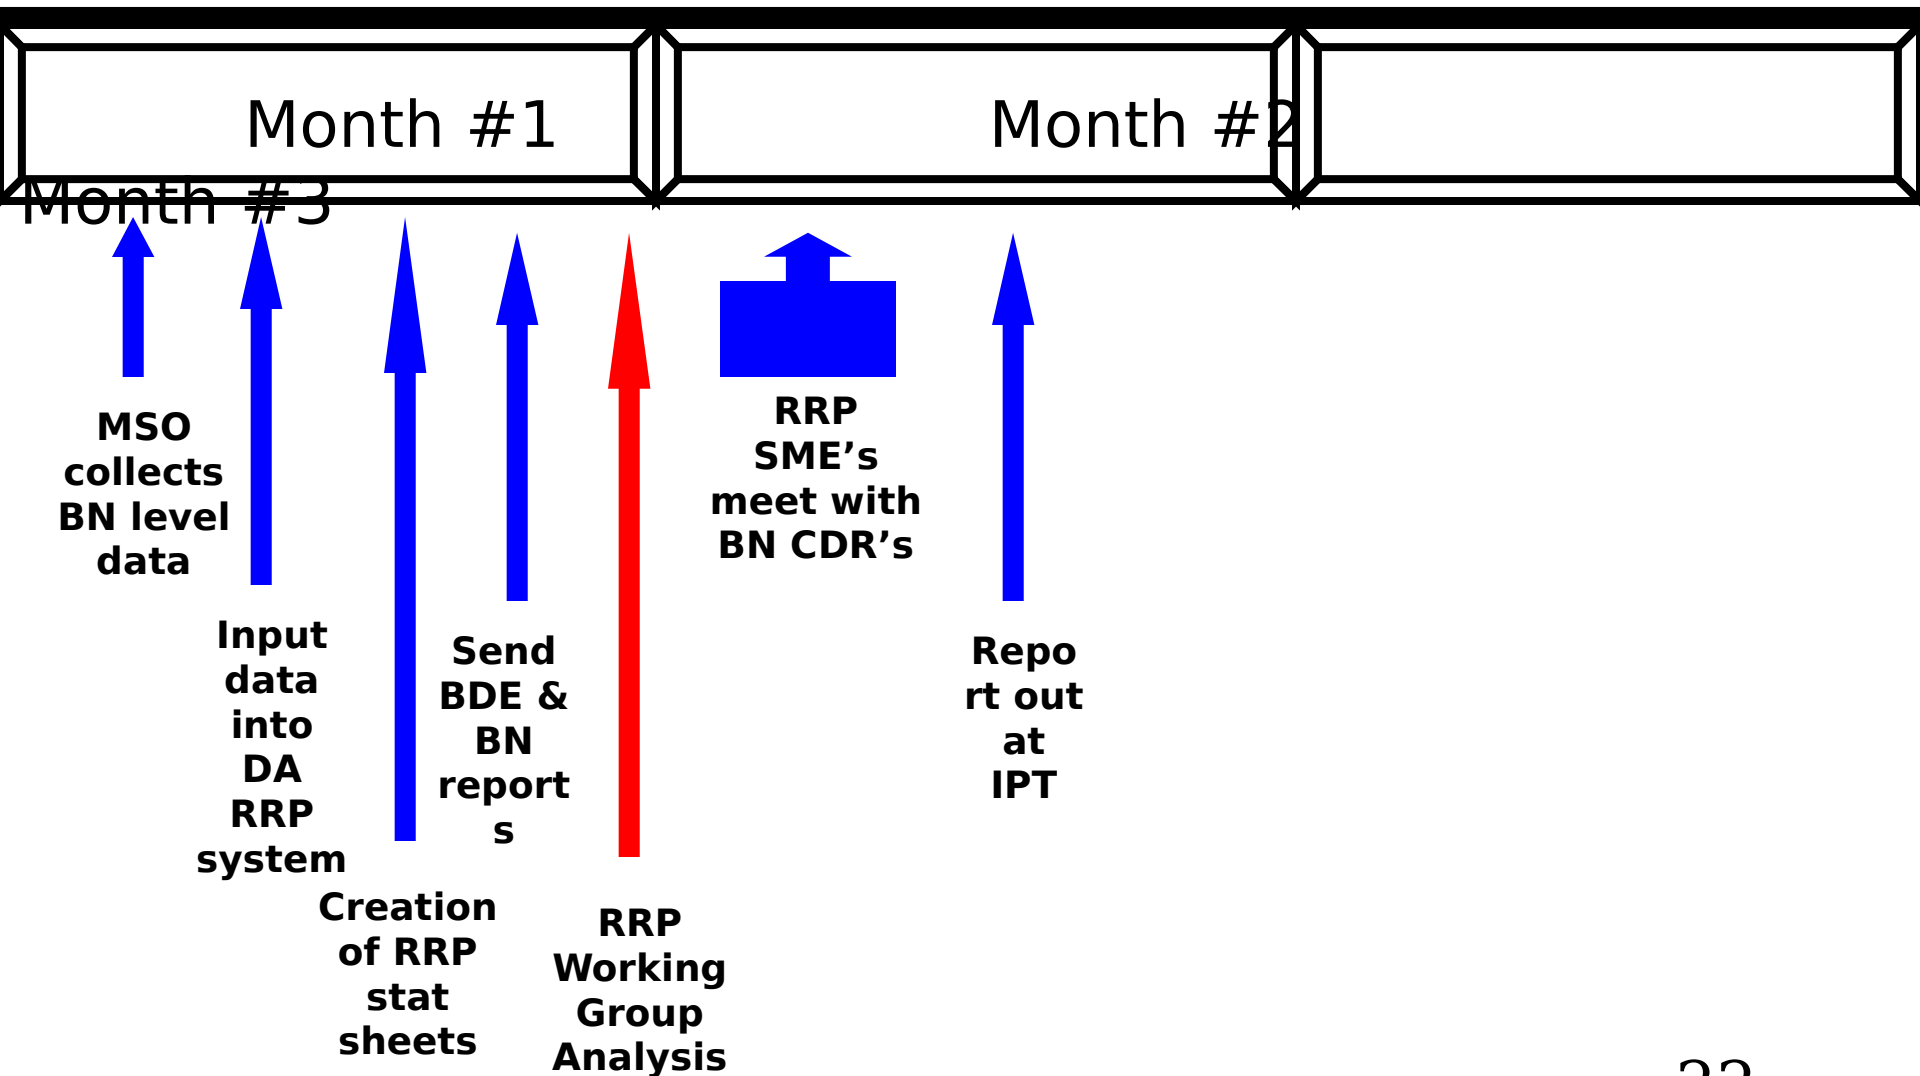 Month #1
Month #2
Month #3
MSO
collects
BN level
data
Input
data
into
DA
RRP
system
Creation
of RRP
stat
sheets
Send
BDE &
BN
report
s
RRP
Working
Group
Analysis
RRP
SME’s
meet with
BN CDR’s
Repo
rt out
at
IPT